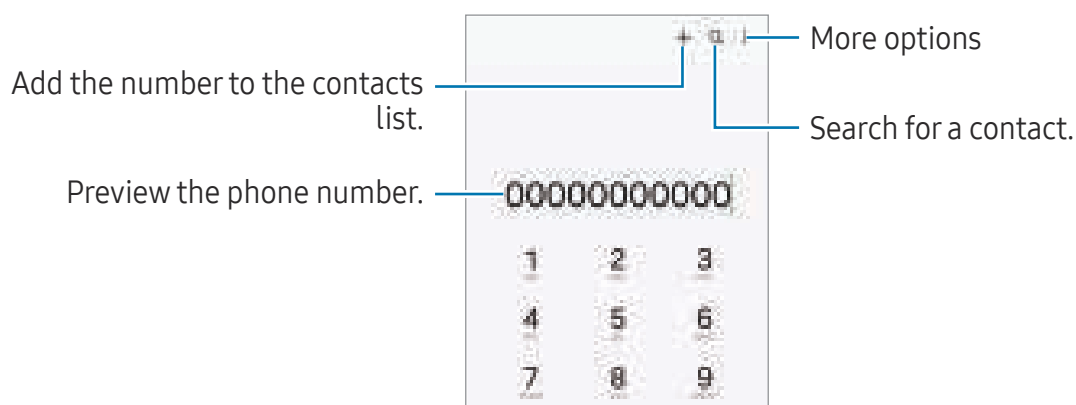 More options
Add the number to the contacts
list.
Search for a contact.
Preview the phone number.
00000000000
1 2 3
4 5 6
7 8 9